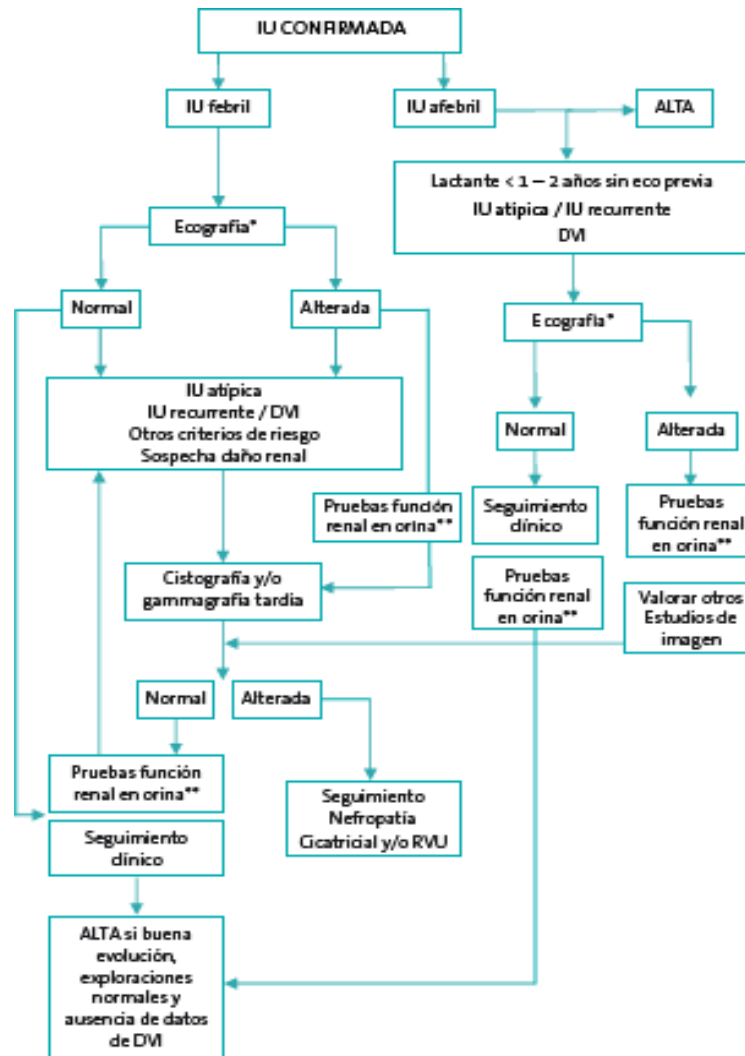 IU CONFIRMADA
IU febril
IU afebril
ALTA
Lactante < 1 – 2 años sin eco previa
IU atípica / IU recurrente
DVI
Ecografía*
Ecografía*
Normal
Alterada
IU atípica
IU recurrente / DVI
Otros criterios de riesgo
Sospecha daño renal
Normal
Alterada
Pruebas función
renal en orina**
Seguimiento
clínico
Pruebas función
renal en orina**
Cistografía y/o
gammagrafía tardía
Pruebas
función renal
en orina**
Valorar otros
Estudios de
imagen
Normal
Alterada
Pruebas función
renal en orina**
Seguimiento
Nefropatía
Cicatricial y/o RVU
Seguimiento
clínico
ALTA si buena
evolución,
exploraciones
normales y
ausencia de datos
de DVI